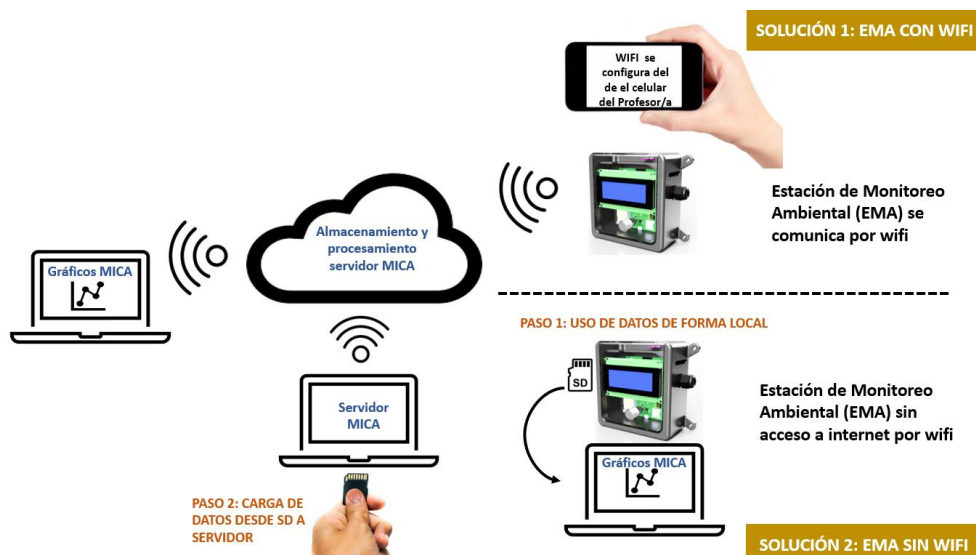 SOLUCIÓN 1: EMA CON WIFI
WIFI se
configura del
de el celular
del Profesor/a
Estación de Monitoreo
Ambiental (EMA) se
comunica por wifi
Almacenamiento y
procesamiento
servidor MICA
Gráficos MICA
PASO 1: USO DE DATOS DE FORMA LOCAL
SD
Estación de Monitoreo
Ambiental (EMA) sin
acceso a internet por wifi
Gráficos MICA
Servidor
MICA
PASO 2: CARGA DE
DATOS DESDE SD A
SERVIDOR
SOLUCIÓN 2: EMA SIN WIFI